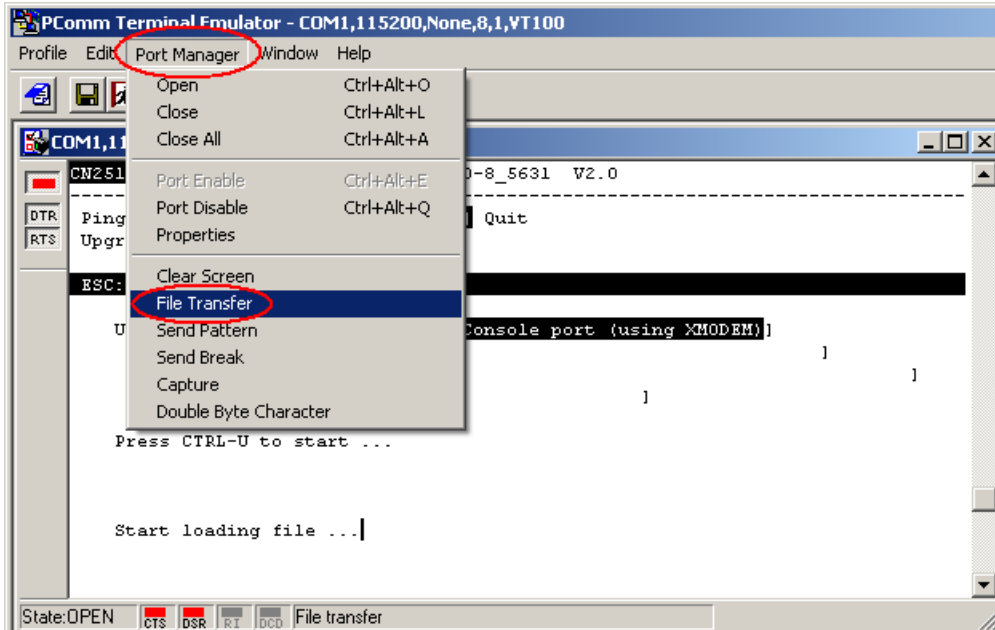 PComm Terminal Emulator - COM1,115200,None,8,1,VT100
Profile Edit Port Manager Window Help
Open Ctrl+Alt+O
Close Ctrl+Alt+L
Close All Ctrl+Alt+A
Port Enable Ctrl+Alt+E
Port Disable Ctrl+Alt+Q
Properties
Clear Screen
File Transfer
Send Pattern
Send Break
Capture
Double Byte Character
COM1,11
CN251 0-8_5631 V2.0
----------------------------------------------------------------
DTR
RTS
Ping ] Quit
Upgr
ESC:
U Console port (using XMODEM)]
]
]
]
Press CTRL-U to start ...
Start loading file ...
State:OPEN CTS DSR RI DCD File transfer